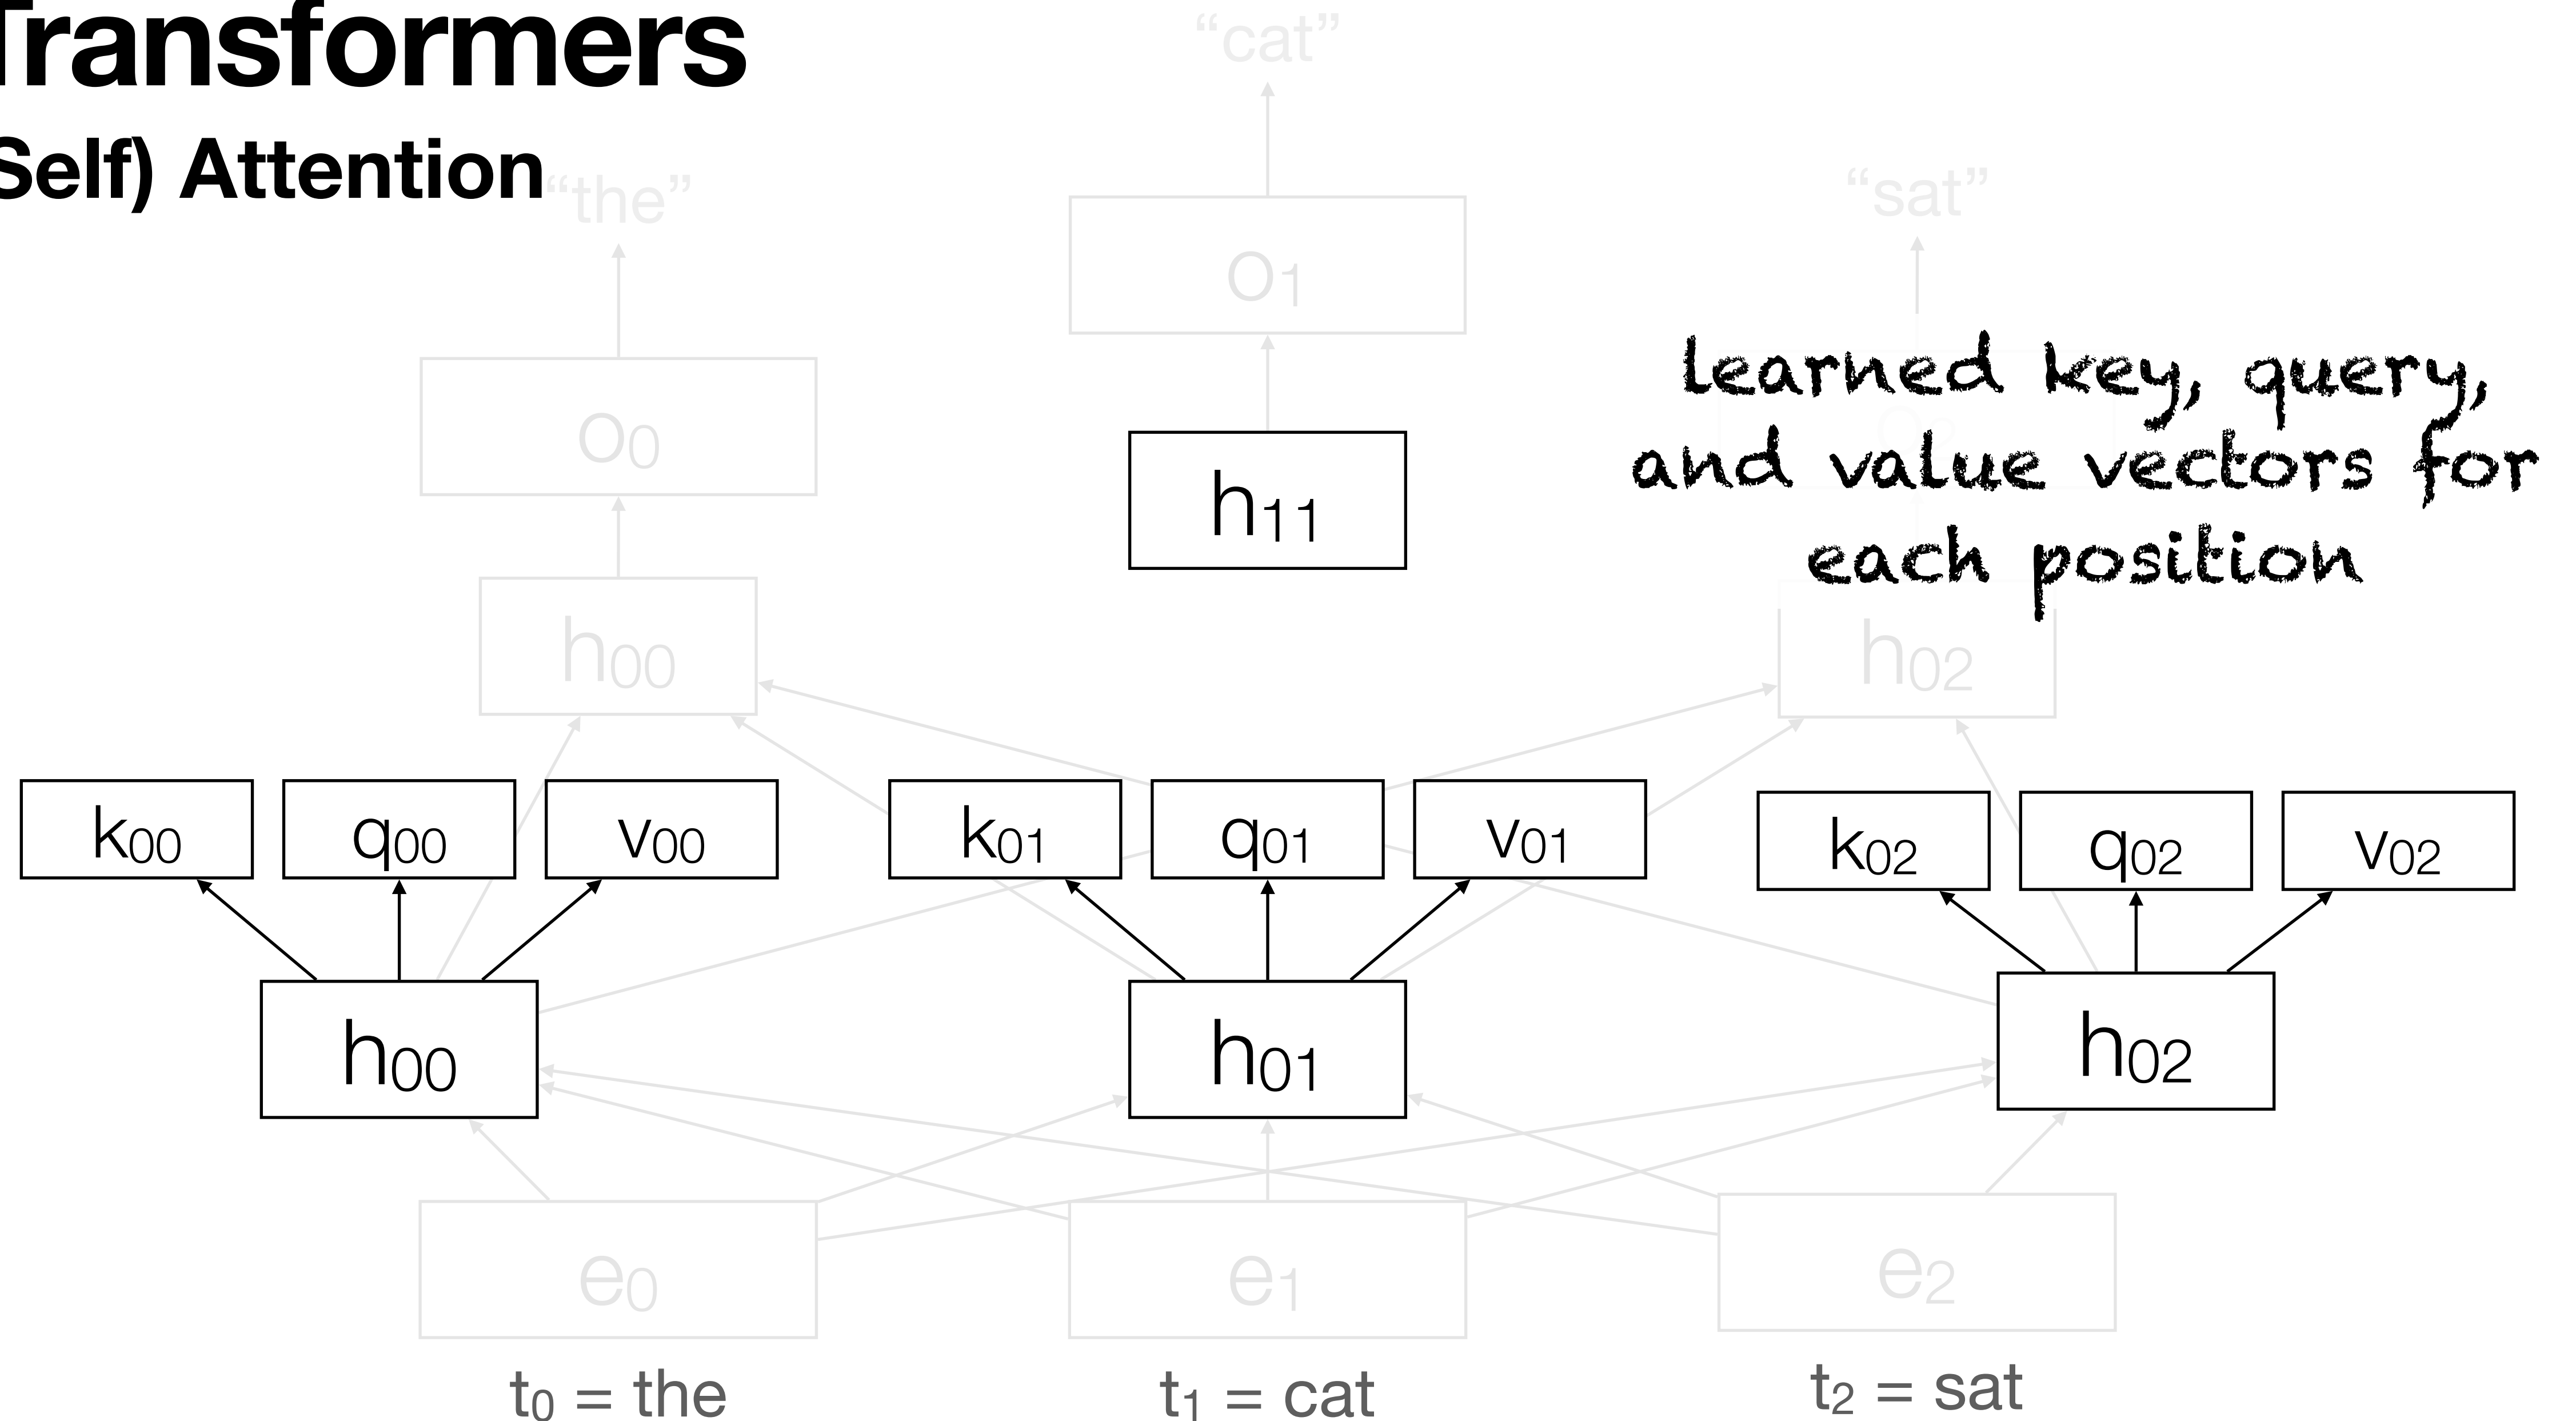 Transformers
Self) Attention
“cat”
“the”
“sat”
o1
learned key, query,
and value vectors for
each position
o0
h11
h00
h02
k00 q00 v00 k01 q01 v01 k02 q02 v02
h00 h01 h02
e0 e1 e2
t0 = the t1 = cat t2 = sat